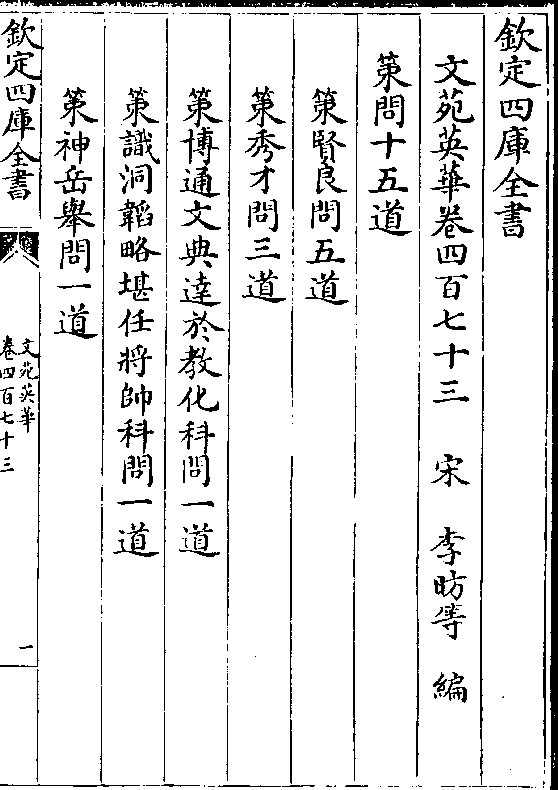 欽定四庫全書
文苑英華卷四百七十三 宋 李昉等 編
策問十五道
策賢良問五道
策秀才問三道
策博通文典達於教化科問一道
策識洞韜略堪任將帥科問一道
策神岳舉問一道
欽定四庫全書
文苑英華
卷四百七十三
一